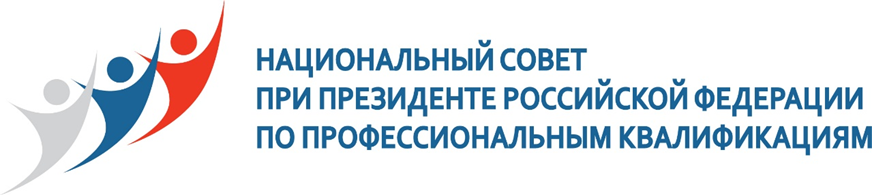 НАЦИОНАЛЬНЫЙ СОВЕТ
ПРИ ПРЕЗИДЕНТЕ РОССИЙСКОЙ ФЕДЕРАЦИИ
ПО ПРОФЕССИОНАЛЬНЫМ КВАЛИФИКАЦИЯМ